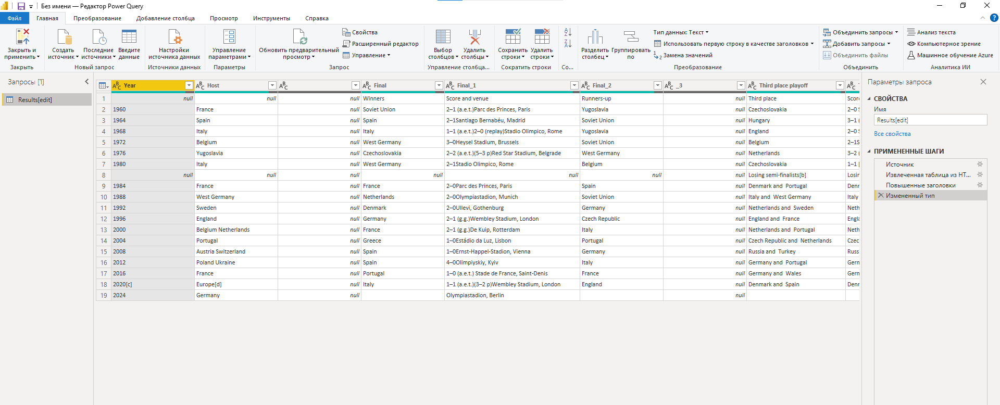 Без имени — Редактор Power Query
Файл Главная Преобразование Добавление столбца Просмотр Инструменты Справка
Закрыть и применить
Закрыть
Создать источник
Последние источники
Введите данные
Новый запрос
Настройки источника данных
Источники данных
Управление параметрами
Параметры
Обновить предварительный просмотр
Свойства
Расширенный редактор
Управление
Запрос
Выбор столбцов
Удалить столбцы
Управление столбца...
Сохранить строки
Удалить строки
Сократить строки
Со...
Разделить столбец
Группировать по
Тип данных: Текст
Использовать первую строку в качестве заголовков
Замена значений
Преобразование
Объединить запросы
Добавить запросы
Объединить файлы
Объединить
Анализ текста
Компьютерное зрение
Машинное обучение Azure
Аналитика ИИ
Запросы [1]
Results[edit]
Year Host Final Final_1 Final_2 _3 Third place playoff
1 null null null Winners Score and venue Runners-up null Third place Scor
2 1960 France null Soviet Union 2–1 (a.e.t.)Parc des Princes, Paris Yugoslavia null Czechoslovakia 2–0
3 1964 Spain null Spain 2–1Santiago Bernabéu, Madrid Soviet Union null Hungary 3–1
4 1968 Italy null Italy 1–1 (a.e.t.)2–0 (replay)Stadio Olimpico, Rome Yugoslavia null England 2–0
5 1972 Belgium null West Germany 3–0Heysel Stadium, Brussels Soviet Union null Belgium 2–1S
6 1976 Yugoslavia null Czechoslovakia 2–2 (a.e.t.)(5–3 p)Red Star Stadium, Belgrade West Germany null Netherlands 3–2
7 1980 Italy null West Germany 2–1Stadio Olimpico, Rome Belgium null Czechoslovakia 1–1
8 null null null null null null null Losing semi-finalists[b] Losin
9 1984 France null France 2–0Parc des Princes, Paris Spain null Denmark and Portugal Denn
10 1988 West Germany null Netherlands 2–0Olympiastadion, Munich Soviet Union null Italy and West Germany Italy
11 1992 Sweden null Denmark 2–0Ullevi, Gothenburg Germany null Netherlands and Sweden Neth
12 1996 England null Germany 2–1 (g.g.)Wembley Stadium, London Czech Republic null England and France Engla
13 2000 Belgium Netherlands null France 2–1 (g.g.)De Kuip, Rotterdam Italy null Netherlands and Portugal Neth
14 2004 Portugal null Greece 1–0Estádio da Luz, Lisbon Portugal null Czech Republic and Netherlands Czec
15 2008 Austria Switzerland null Spain 1–0Ernst-Happel-Stadion, Vienna Germany null Russia and Turkey Russ
16 2012 Poland Ukraine null Spain 4–0Olimpiyskiy, Kyiv Italy null Germany and Portugal Germ
17 2016 France null Portugal 1–0 (a.e.t.) Stade de France, Saint-Denis France null Germany and Wales Germ
18 2020[c] Europe[d] null Italy 1–1 (a.e.t.)(3–2 p)Wembley Stadium, London England null Denmark and Spain Denn
19 2024 Germany null Olympiastadion, Berlin null
Параметры запроса
СВОЙСТВА
Имя
Results[edit]
Все свойства
ПРИМЕНЕННЫЕ ШАГИ
Источник
Извлеченная таблица из HT...
Повышенные заголовки
Измененный тип